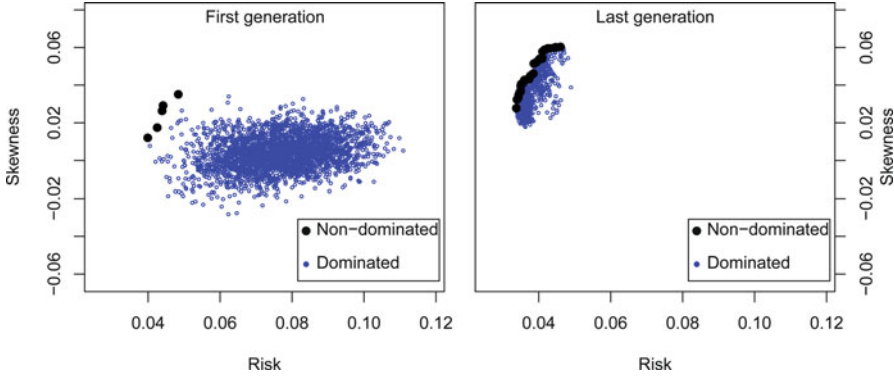 First generation
Skewness
0.06
0.02
−0.02
−0.06
Non−dominated
Dominated
0.04 0.06 0.08 0.10 0.12
Risk
Last generation
Non−dominated
Dominated
0.04 0.06 0.08 0.10 0.12
Risk
0.06
0.02
−0.02
−0.06
Skewness